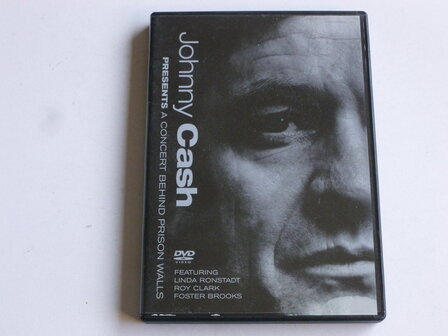 Johnny Cash
PRESENTS A CONCERT BEHIND PRISON WALLS
DVD
VIDEO
FEATURING
LINDA RONSTADT
ROY CLARK
FOSTER BROOKS